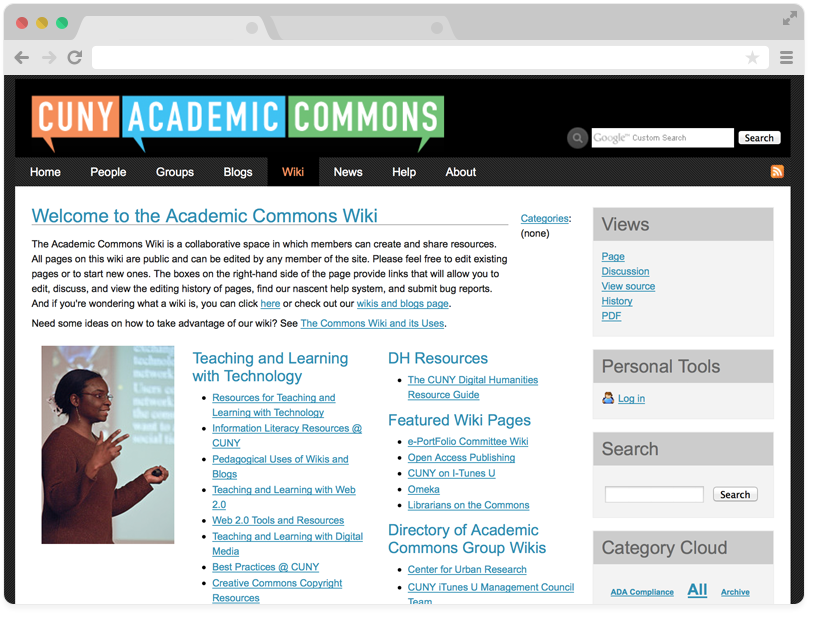 CUNY ACADEMIC COMMONS
Google™ Custom Search
Search
Home People Groups Blogs Wiki News Help About
Welcome to the Academic Commons Wiki
The Academic Commons Wiki is a collaborative space in which members can create and share resources.
All pages on this wiki are public and can be edited by any member of the site. Please feel free to edit existing
pages or to start new ones. The boxes on the right-hand side of the page provide links that will allow you to
edit, discuss, and view the editing history of pages, find our nascent help system, and submit bug reports.
And if you're wondering what a wiki is, you can click here or check out our wikis and blogs page.
Need some ideas on how to take advantage of our wiki? See The Commons Wiki and its Uses.
Categories:
(none)
Teaching and Learning
with Technology
Resources for Teaching and
Learning with Technology
Information Literacy Resources @
CUNY
Pedagogical Uses of Wikis and
Blogs
Teaching and Learning with Web
2.0
Web 2.0 Tools and Resources
Teaching and Learning with Digital
Media
Best Practices @ CUNY
Creative Commons Copyright
Resources
DH Resources
The CUNY Digital Humanities
Resource Guide
Featured Wiki Pages
e-PortFolio Committee Wiki
Open Access Publishing
CUNY on I-Tunes U
Omeka
Librarians on the Commons
Directory of Academic
Commons Group Wikis
Center for Urban Research
CUNY iTunes U Management Council
Team
Views
Page
Discussion
View source
History
PDF
Personal Tools
Log in
Search
Search
Category Cloud
ADA Compliance All Archive